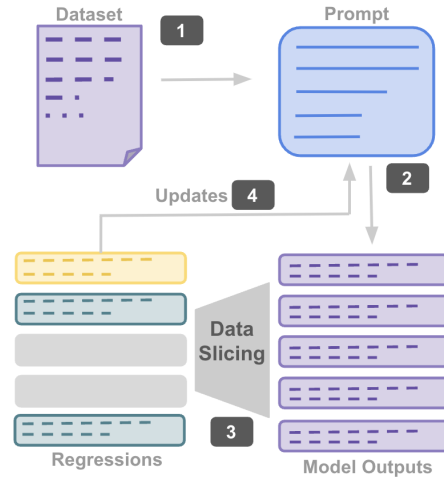 Dataset
1
Prompt
2
Updates 4
Data
Slicing
3
Regressions
Model Outputs